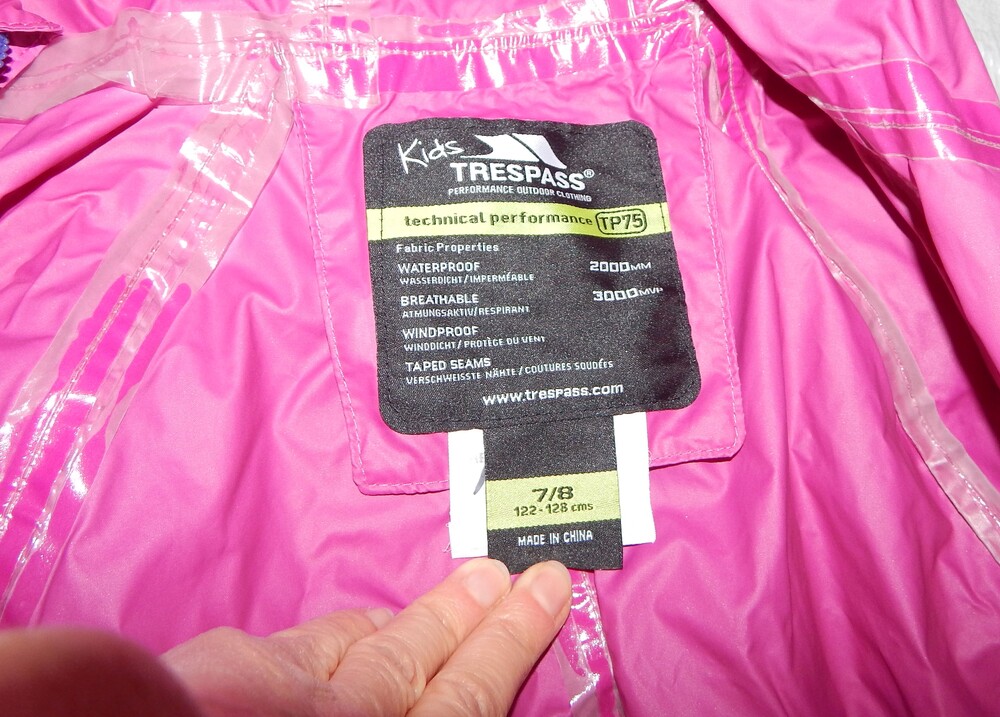 Kids
TRESPASS®
PERFORMANCE OUTDOOR CLOTHING
technical performance TP75
Fabric Properties
WATERPROOF 2000MM
WASSERDICHT/IMPERMÉABLE
BREATHABLE 3000MVP
ATMUNGSAKTIV/RESPIRANT
WINDPROOF
WINDDICHT/PROTÈGE DU VENT
TAPED SEAMS
VERSCHWEISSTE NÄHTE/COUTURES SOUDÉES
www.trespass.com
7/8
122-128 cms
MADE IN CHINA